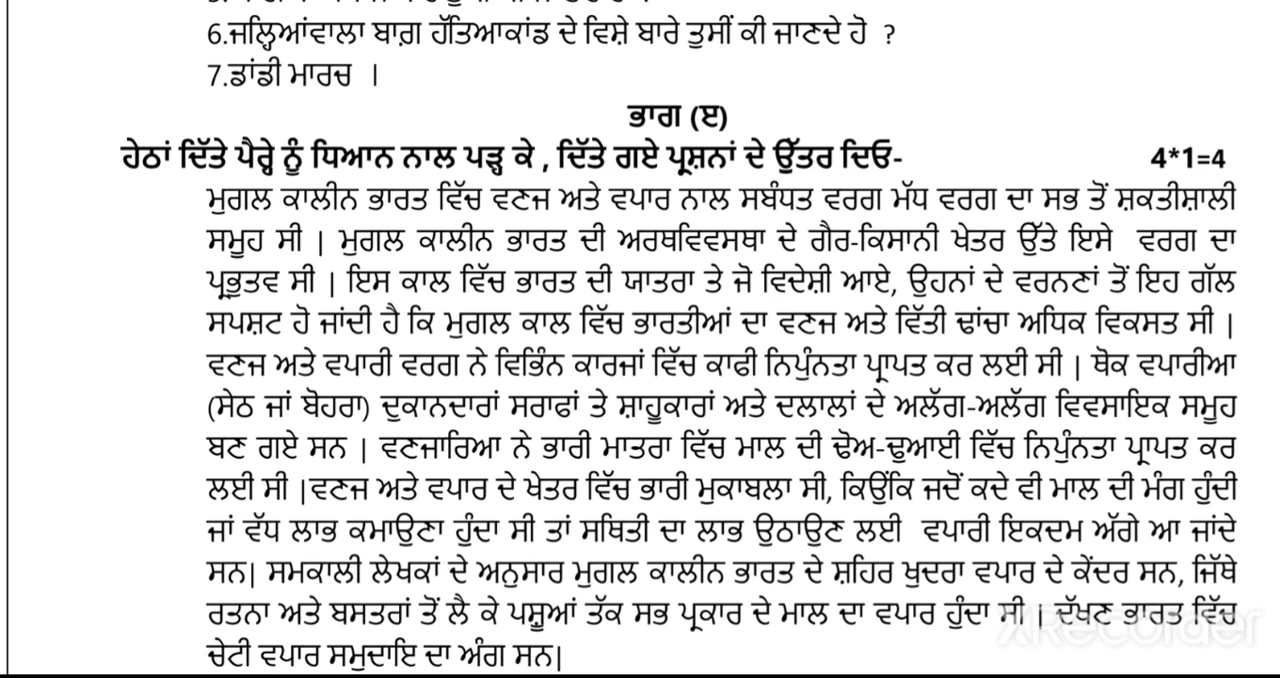 6.ਜਲ੍ਹਿਆਂਵਾਲਾ ਬਾਗ਼ ਹੱਤਿਆਕਾਂਡ ਦੇ ਵਿਸ਼ੇ ਬਾਰੇ ਤੁਸੀਂ ਕੀ ਜਾਣਦੇ ਹੋ ?
7.ਡਾਂਡੀ ਮਾਰਚ ।
ਭਾਗ (ੲ)
ਹੇਠਾਂ ਦਿੱਤੇ ਪੈਰ੍ਹੇ ਨੂੰ ਧਿਆਨ ਨਾਲ ਪੜ੍ਹ ਕੇ , ਦਿੱਤੇ ਗਏ ਪ੍ਰਸ਼ਨਾਂ ਦੇ ਉੱਤਰ ਦਿਓ- 4*1=4
ਮੁਗਲ ਕਾਲੀਨ ਭਾਰਤ ਵਿੱਚ ਵਣਜ ਅਤੇ ਵਪਾਰ ਨਾਲ ਸਬੰਧਤ ਵਰਗ ਮੱਧ ਵਰਗ ਦਾ ਸਭ ਤੋਂ ਸ਼ਕਤੀਸ਼ਾਲੀ
ਸਮੂਹ ਸੀ | ਮੁਗਲ ਕਾਲੀਨ ਭਾਰਤ ਦੀ ਅਰਥਵਿਵਸਥਾ ਦੇ ਗੈਰ-ਕਿਸਾਨੀ ਖੇਤਰ ਉੱਤੇ ਇਸੇ ਵਰਗ ਦਾ
ਪ੍ਰਭੁਤਵ ਸੀ | ਇਸ ਕਾਲ ਵਿੱਚ ਭਾਰਤ ਦੀ ਯਾਤਰਾ ਤੇ ਜੋ ਵਿਦੇਸ਼ੀ ਆਏ, ਉਹਨਾਂ ਦੇ ਵਰਨਣਾਂ ਤੋਂ ਇਹ ਗੱਲ
ਸਪਸ਼ਟ ਹੋ ਜਾਂਦੀ ਹੈ ਕਿ ਮੁਗਲ ਕਾਲ ਵਿੱਚ ਭਾਰਤੀਆਂ ਦਾ ਵਣਜ ਅਤੇ ਵਿੱਤੀ ਢਾਂਚਾ ਅਧਿਕ ਵਿਕਸਤ ਸੀ |
ਵਣਜ ਅਤੇ ਵਪਾਰੀ ਵਰਗ ਨੇ ਵਿਭਿੰਨ ਕਾਰਜਾਂ ਵਿੱਚ ਕਾਫੀ ਨਿਪੁੰਨਤਾ ਪ੍ਰਾਪਤ ਕਰ ਲਈ ਸੀ | ਥੋਕ ਵਪਾਰੀਆ
(ਸੇਠ ਜਾਂ ਬੋਹਰਾ) ਦੁਕਾਨਦਾਰਾਂ ਸਰਾਫਾਂ ਤੇ ਸ਼ਾਹੂਕਾਰਾਂ ਅਤੇ ਦਲਾਲਾਂ ਦੇ ਅਲੱਗ-ਅਲੱਗ ਵਿਵਸਾਇਕ ਸਮੂਹ
ਬਣ ਗਏ ਸਨ | ਵਣਜਾਰਿਆ ਨੇ ਭਾਰੀ ਮਾਤਰਾ ਵਿੱਚ ਮਾਲ ਦੀ ਢੋਅ-ਢੁਆਈ ਵਿੱਚ ਨਿਪੁੰਨਤਾ ਪ੍ਰਾਪਤ ਕਰ
ਲਈ ਸੀ |ਵਣਜ ਅਤੇ ਵਪਾਰ ਦੇ ਖੇਤਰ ਵਿੱਚ ਭਾਰੀ ਮੁਕਾਬਲਾ ਸੀ, ਕਿਉਂਕਿ ਜਦੋਂ ਕਦੇ ਵੀ ਮਾਲ ਦੀ ਮੰਗ ਹੁੰਦੀ
ਜਾਂ ਵੱਧ ਲਾਭ ਕਮਾਉਣਾ ਹੁੰਦਾ ਸੀ ਤਾਂ ਸਥਿਤੀ ਦਾ ਲਾਭ ਉਠਾਉਣ ਲਈ ਵਪਾਰੀ ਇਕਦਮ ਅੱਗੇ ਆ ਜਾਂਦੇ
ਸਨ| ਸਮਕਾਲੀ ਲੇਖਕਾਂ ਦੇ ਅਨੁਸਾਰ ਮੁਗਲ ਕਾਲੀਨ ਭਾਰਤ ਦੇ ਸ਼ਹਿਰ ਖੁਦਰਾ ਵਪਾਰ ਦੇ ਕੇਂਦਰ ਸਨ, ਜਿੱਥੇ
ਰਤਨਾ ਅਤੇ ਬਸਤਰਾਂ ਤੋਂ ਲੈ ਕੇ ਪਸ਼ੂਆਂ ਤੱਕ ਸਭ ਪ੍ਰਕਾਰ ਦੇ ਮਾਲ ਦਾ ਵਪਾਰ ਹੁੰਦਾ ਸੀ | ਦੱਖਣ ਭਾਰਤ ਵਿੱਚ
XRecorder
ਚੇਟੀ ਵਪਾਰ ਸਮੁਦਾਇ ਦਾ ਅੰਗ ਸਨ|